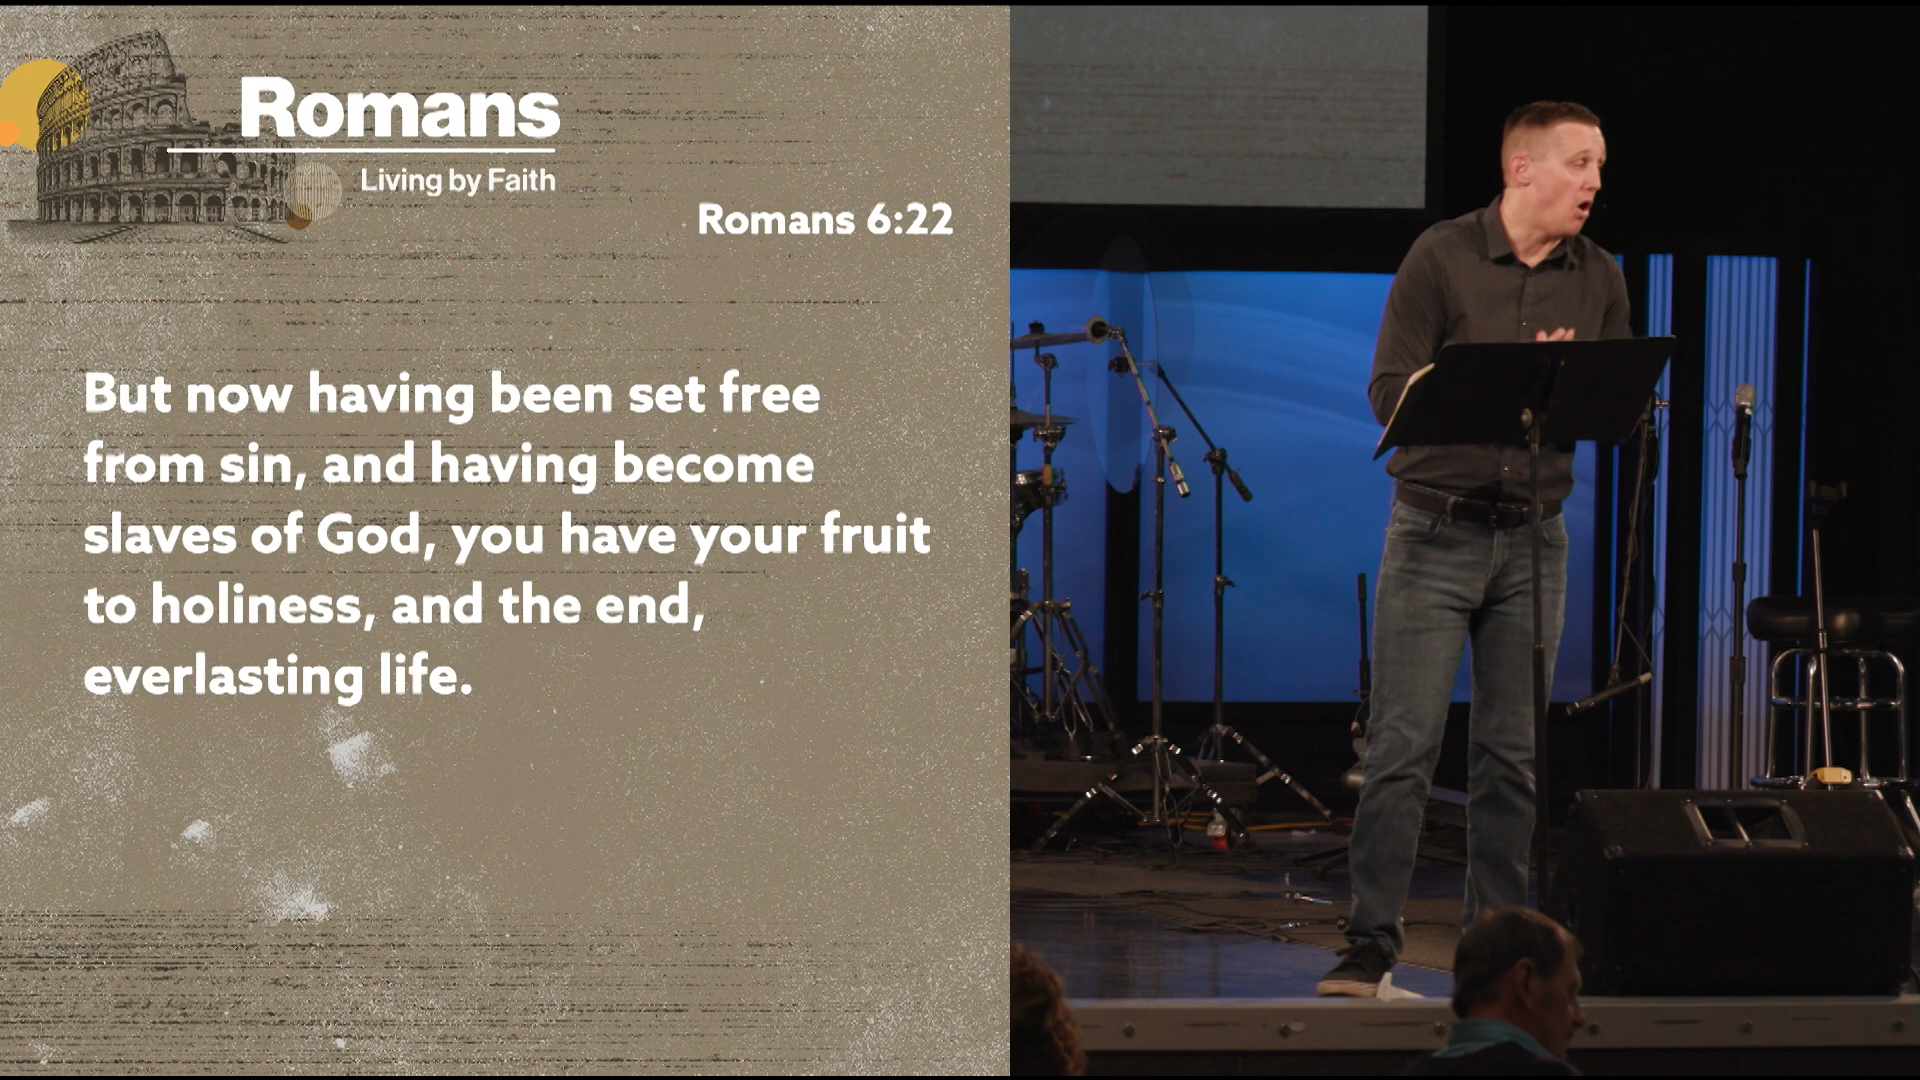 Romans
Living by Faith
Romans 6:22
But now having been set free
from sin, and having become
slaves of God, you have your fruit
to holiness, and the end,
everlasting life.